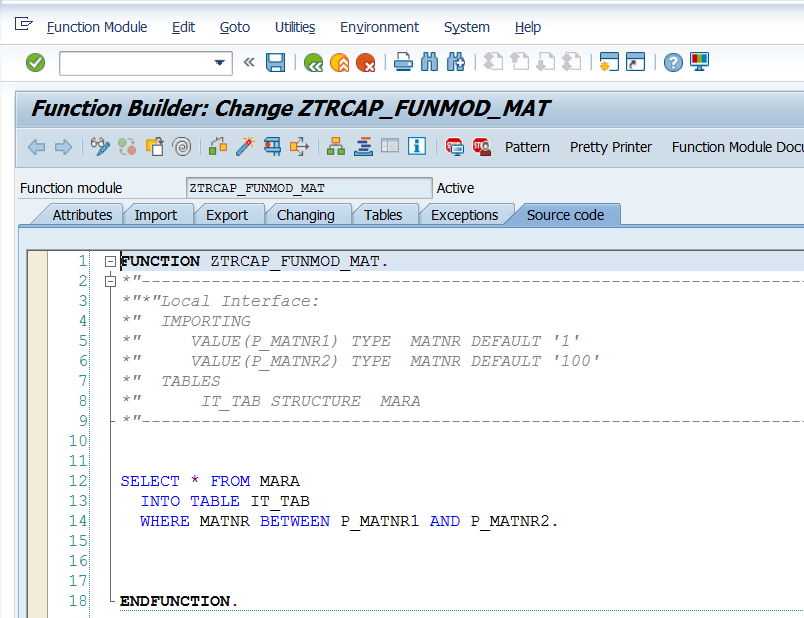 Function Module Edit Goto Utilities Environment System Help
Function Builder: Change ZTRCAP_FUNMOD_MAT
Pattern Pretty Printer Function Module Docu
Function module ZTRCAP_FUNMOD_MAT Active
Attributes Import Export Changing Tables Exceptions Source code
1 FUNCTION ZTRCAP_FUNMOD_MAT.
2 *"----------------------------------------------------------------------
3 *"*"Local Interface:
4 *"  IMPORTING
5 *"     VALUE(P_MATNR1) TYPE  MATNR DEFAULT '1'
6 *"     VALUE(P_MATNR2) TYPE  MATNR DEFAULT '100'
7 *"  TABLES
8 *"      IT_TAB STRUCTURE  MARA
9 *"----------------------------------------------------------------------
10
11
12 SELECT * FROM MARA
13   INTO TABLE IT_TAB
14   WHERE MATNR BETWEEN P_MATNR1 AND P_MATNR2.
15
16
17
18 ENDFUNCTION.